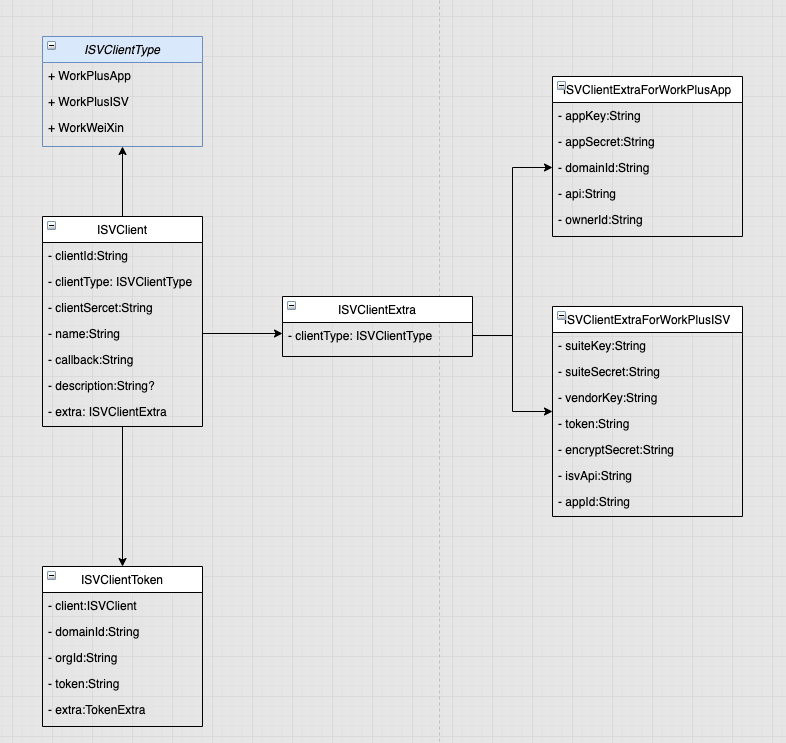 ISVClientType
+ WorkPlusApp
+ WorkPlusISV
+ WorkWeiXin
ISVClient
- clientId:String
- clientType: ISVClientType
- clientSercet:String
- name:String
- callback:String
- description:String?
- extra: ISVClientExtra
ISVClientToken
- client:ISVClient
- domainId:String
- orgId:String
- token:String
- extra:TokenExtra
ISVClientExtra
- clientType: ISVClientType
ISVClientExtraForWorkPlusApp
- appKey:String
- appSecret:String
- domainId:String
- api:String
- ownerId:String
ISVClientExtraForWorkPlusISV
- suiteKey:String
- suiteSecret:String
- vendorKey:String
- token:String
- encryptSecret:String
- isvApi:String
- appId:String